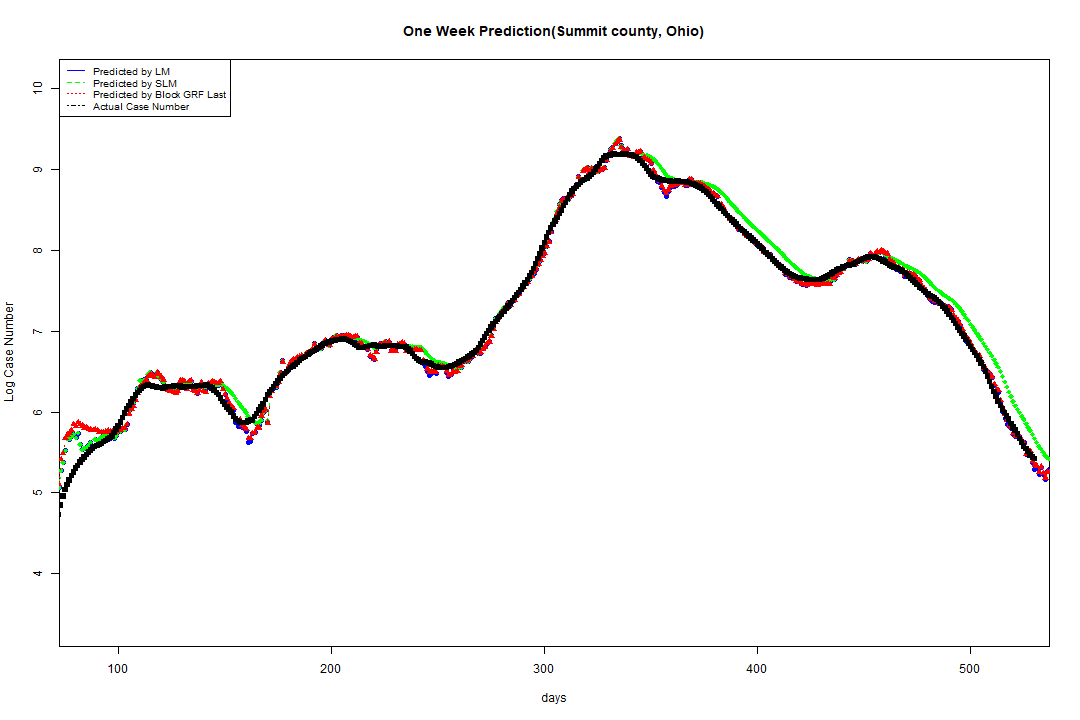 One Week Prediction(Summit county, Ohio)
Predicted by LM
Predicted by SLM
Predicted by Block GRF Last
Actual Case Number
10
9
8
7
6
5
4
Log Case Number
100 200 300 400 500
days